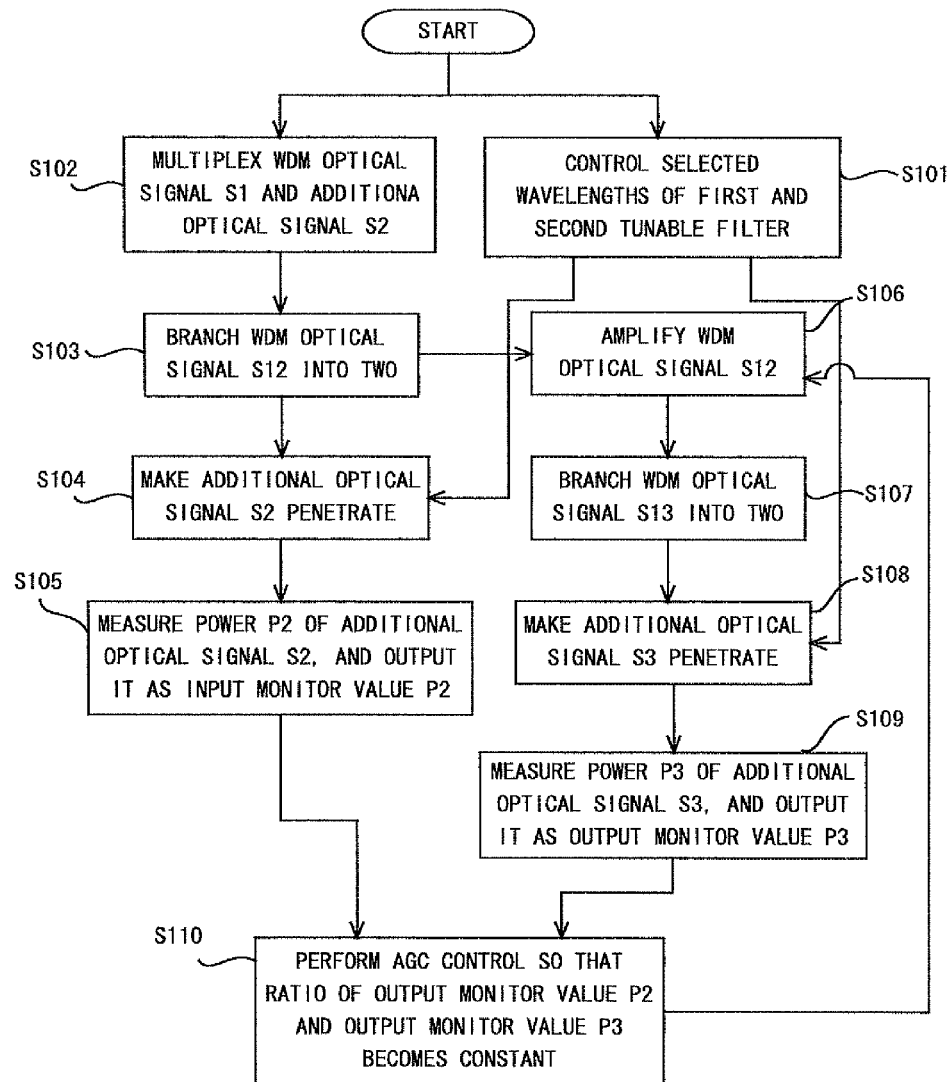 START
S102
MULTIPLEX WDM OPTICAL
SIGNAL S1 AND ADDITIONA
OPTICAL SIGNAL S2
CONTROL SELECTED
WAVELENGTHS OF FIRST AND
SECOND TUNABLE FILTER
S101
S103
BRANCH WDM OPTICAL
SIGNAL S12 INTO TWO
S106
AMPLIFY WDM
OPTICAL SIGNAL S12
S104
MAKE ADDITIONAL OPTICAL
SIGNAL S2 PENETRATE
BRANCH WDM OPTICAL
SIGNAL S13 INTO TWO
S107
S105
MEASURE POWER P2 OF ADDITIONAL
OPTICAL SIGNAL S2, AND OUTPUT
IT AS INPUT MONITOR VALUE P2
S108
MAKE ADDITIONAL OPTICAL
SIGNAL S3 PENETRATE
S109
MEASURE POWER P3 OF ADDITIONAL
OPTICAL SIGNAL S3, AND OUTPUT
IT AS OUTPUT MONITOR VALUE P3
S110
PERFORM AGC CONTROL SO THAT
RATIO OF OUTPUT MONITOR VALUE P2
AND OUTPUT MONITOR VALUE P3
BECOMES CONSTANT